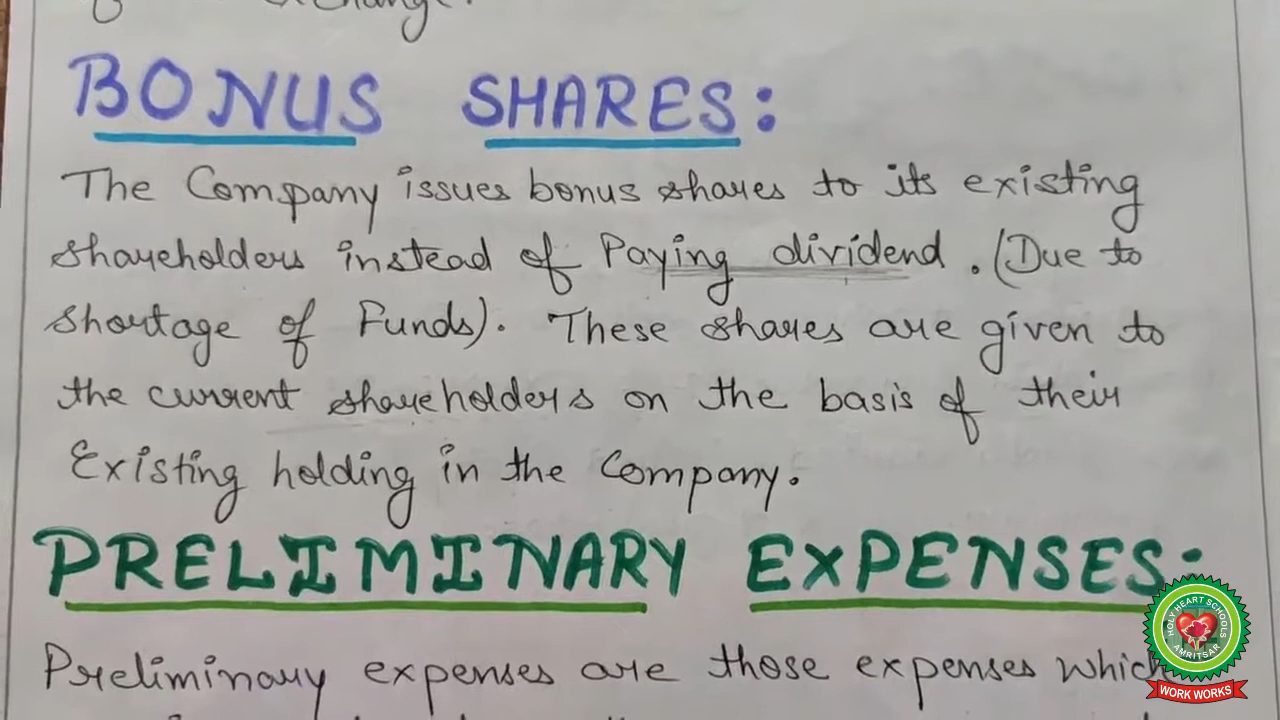 BONUS SHARES:
The Company issues bonus shares to its existing
shareholders instead of Paying dividend. (Due to
shortage of Funds). These shares are given to
the current shareholders on the basis of their
Existing holding in the Company.
PRELIMINARY EXPENSES:
Preliminary expenses are those expenses which
HOLY HEART SCHOOLS
AMRITSAR
WORK WORKS